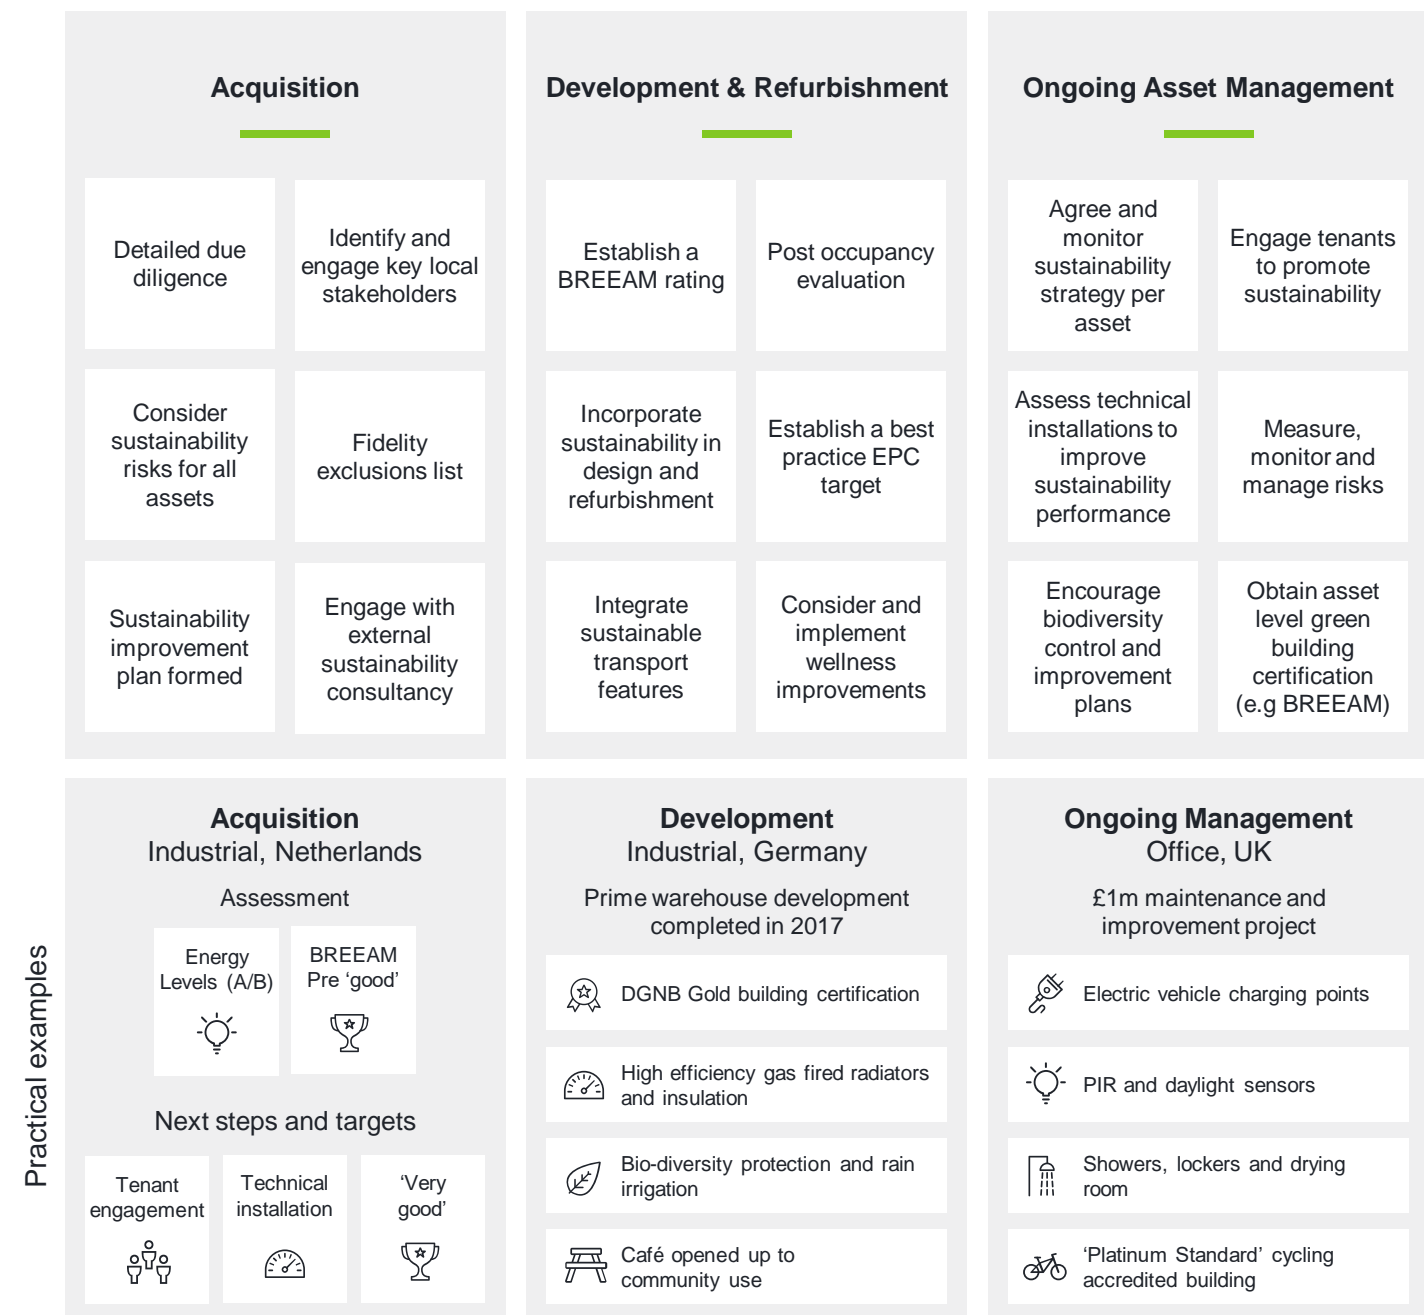 Acquisition
Detailed due
diligence
Identify and
engage key local
stakeholders
Consider
sustainability
risks for all
assets
Fidelity
exclusions list
Sustainability
improvement
plan formed
Engage with
external
sustainability
consultancy
Development & Refurbishment
Establish a
BREEAM rating
Post occupancy
evaluation
Incorporate
sustainability in
design and
refurbishment
Establish a best
practice EPC
target
Integrate
sustainable
transport
features
Consider and
implement
wellness
improvements
Ongoing Asset Management
Agree and
monitor
sustainability
strategy per
asset
Engage tenants
to promote
sustainability
Assess technical
installations to
improve
sustainability
performance
Measure,
monitor and
manage risks
Encourage
biodiversity
control and
improvement
plans
Obtain asset
level green
building
certification
(e.g BREEAM)
Practical examples
Acquisition
Industrial, Netherlands
Assessment
Energy
Levels (A/B)
BREEAM
Pre ‘good’
Next steps and targets
Tenant
engagement
Technical
installation
‘Very
good’
Development
Industrial, Germany
Prime warehouse development
completed in 2017
DGNB Gold building certification
High efficiency gas fired radiators
and insulation
Bio-diversity protection and rain
irrigation
Café opened up to
community use
Ongoing Management
Office, UK
£1m maintenance and
improvement project
Electric vehicle charging points
PIR and daylight sensors
Showers, lockers and drying
room
‘Platinum Standard’ cycling
accredited building